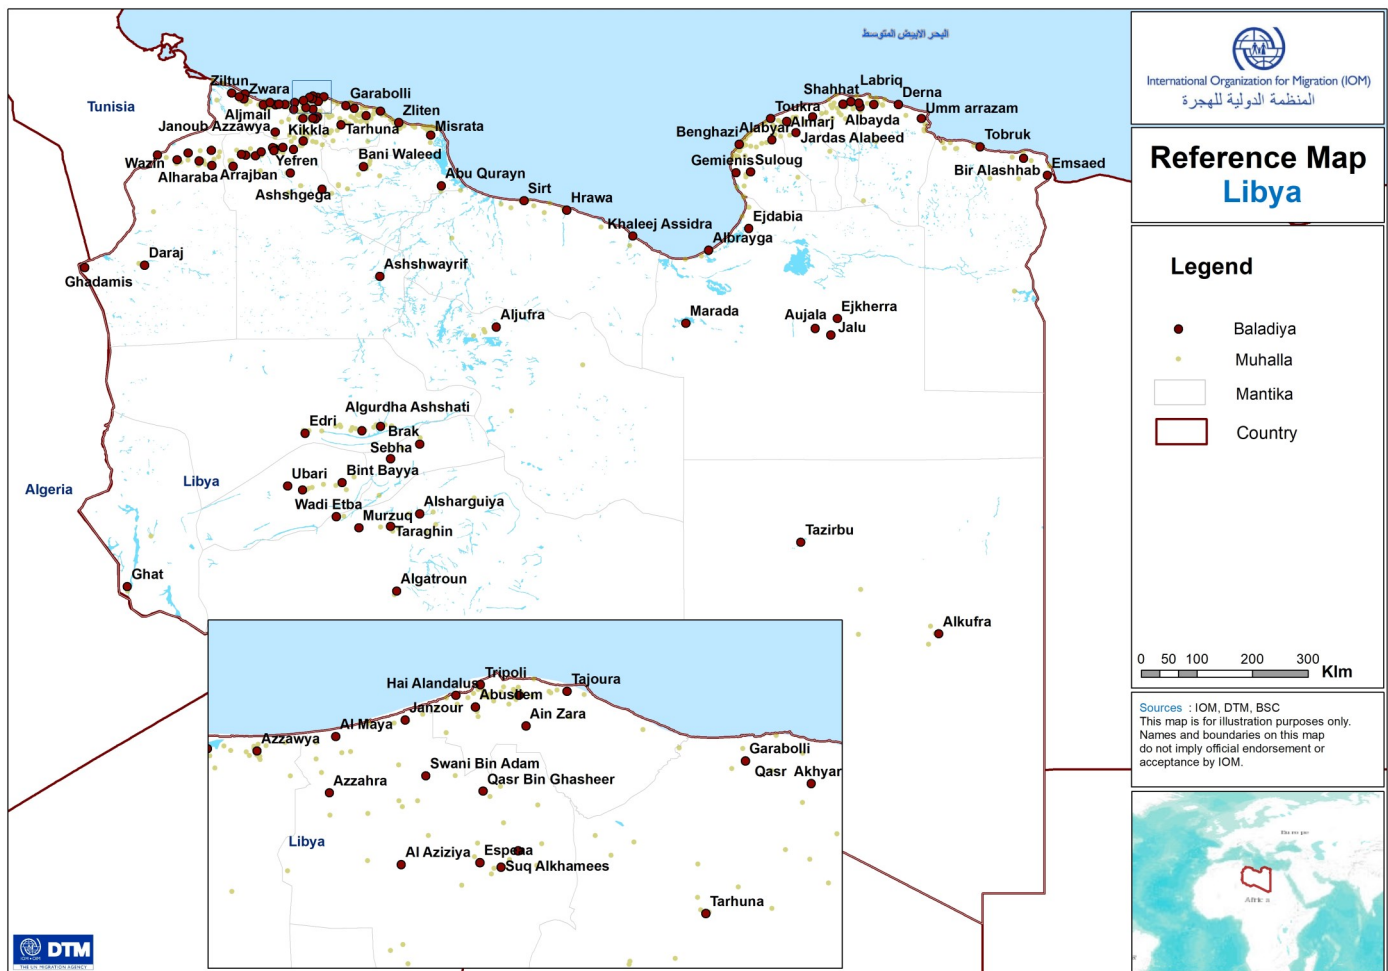 البحر الابيض المتوسط
International Organization for Migration (IOM)
المنظمة الدولية للهجرة
Reference Map
Libya
Legend
Baladiya
Muhalla
Mantika
Country
0 50 100 200 300 Klm
Sources : IOM, DTM, BSC
This map is for illustration purposes only.
Names and boundaries on this map
do not imply official endorsement or
acceptance by IOM.
Europe
Africa
Tunisia
Algeria
Libya
Ziltun
Zwara
Aljmail
Janoub Azzawya
Kikkla
Garabolli
Zliten
Tarhuna
Misrata
Wazin
Alharaba
Arrajban
Yefren
Bani Waleed
Ashshgega
Abu Qurayn
Sirt
Hrawa
Khaleej Assidra
Albrayga
Ejdabia
Benghazi
Gemienis
Suloug
Toukra
Alabyar
Almarj
Jardas Alabeed
Shahhat
Labriq
Albayda
Derna
Umm arrazam
Tobruk
Bir Alashhab
Emsaed
Daraj
Ghadamis
Ashshwayrif
Aljufra
Marada
Aujala
Ejkherra
Jalu
Edri
Algurdha Ashshati
Brak
Sebha
Ubari
Bint Bayya
Wadi Etba
Murzuq
Taraghin
Alsharguiya
Algatroun
Ghat
Tazirbu
Alkufra
Tripoli
Hai Alandalus
Tajoura
Janzour
Ain Zara
Al Maya
Azzawya
Swani Bin Adam
Qasr Bin Ghasheer
Azzahra
Garabolli
Qasr Akhyar
Libya
Al Aziziya
Suq Alkhamees
Tarhuna
DTM
THE UN MIGRATION AGENCY